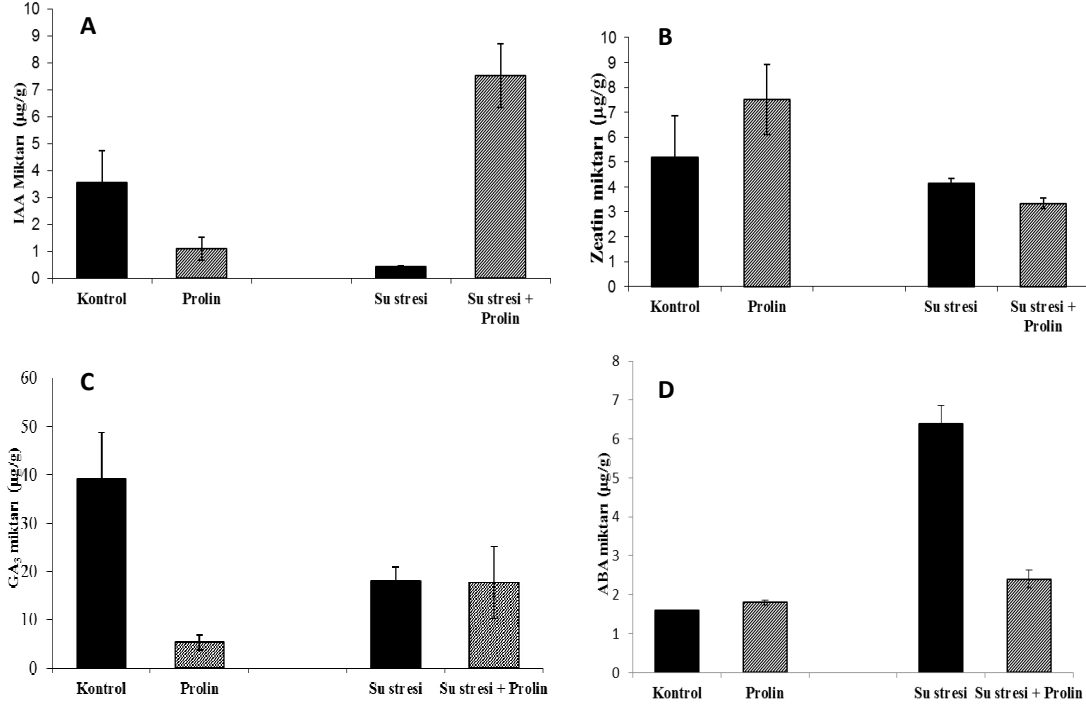 A
IAA Miktarı (µg/g)
10
9
8
7
6
5
4
3
2
1
0
Kontrol
Prolin
Su stresi
Su stresi +
Prolin
B
Zeatin miktarı (µg/g)
10
9
8
7
6
5
4
3
2
1
0
Kontrol
Prolin
Su stresi
Su stresi +
Prolin
C
GA₃ miktarı (µg/g)
60
50
40
30
20
10
0
Kontrol
Prolin
Su stresi
Su stresi + Prolin
D
ABA miktarı (µg/g)
8
7
6
5
4
3
2
1
0
Kontrol
Prolin
Su stresi
Su stresi + Prolin